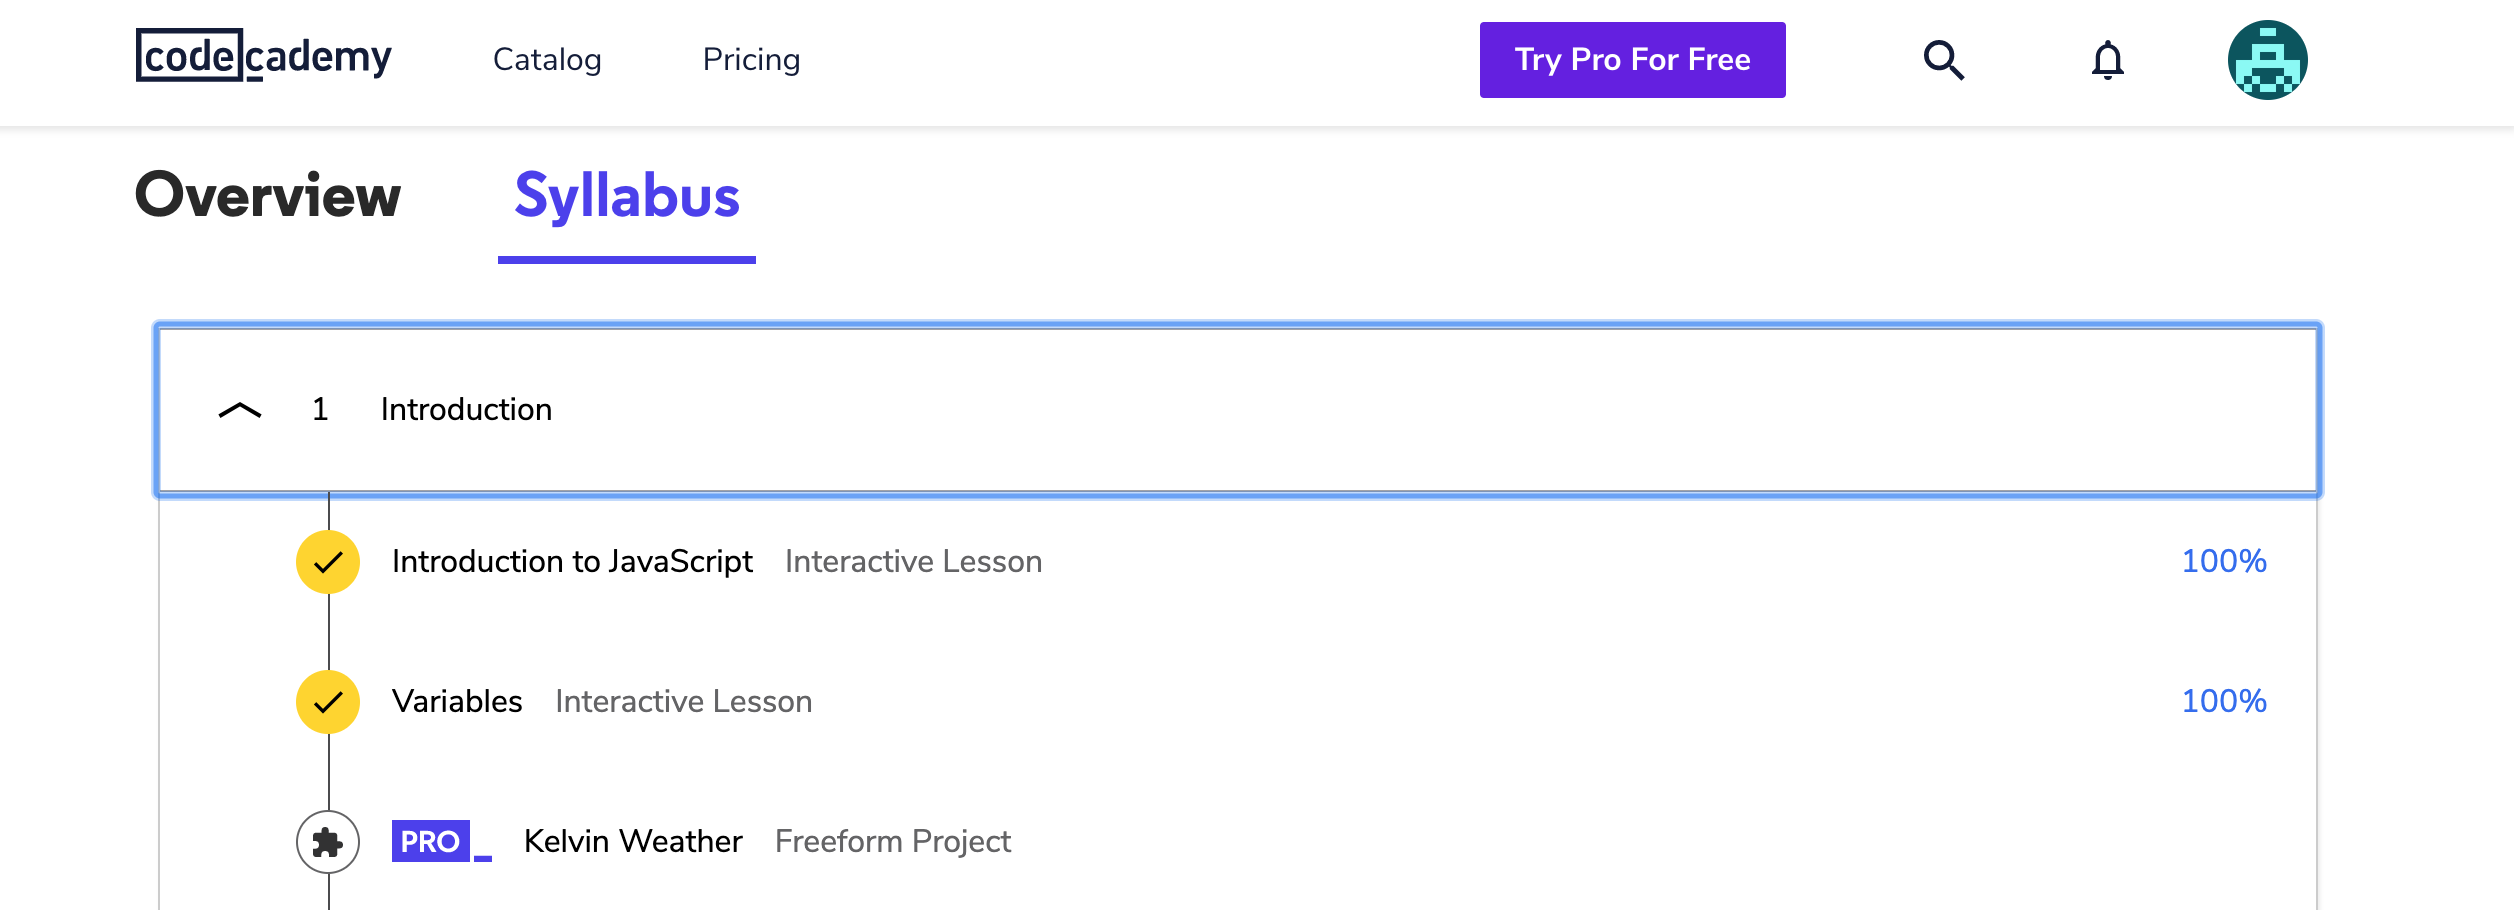 codecademy Catalog Pricing Try Pro For Free
Overview Syllabus
1 Introduction
Introduction to JavaScript Interactive Lesson 100%
Variables Interactive Lesson 100%
PRO_ Kelvin Weather Freeform Project